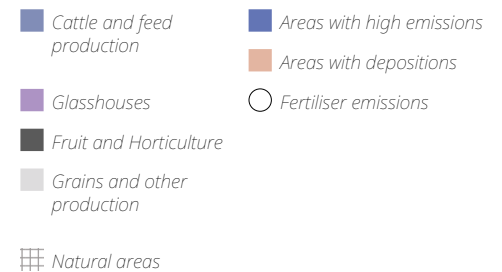 Cattle and feed
production
Glasshouses
Fruit and Horticulture
Grains and other
production
Natural areas
Areas with high emissions
Areas with depositions
Fertiliser emissions